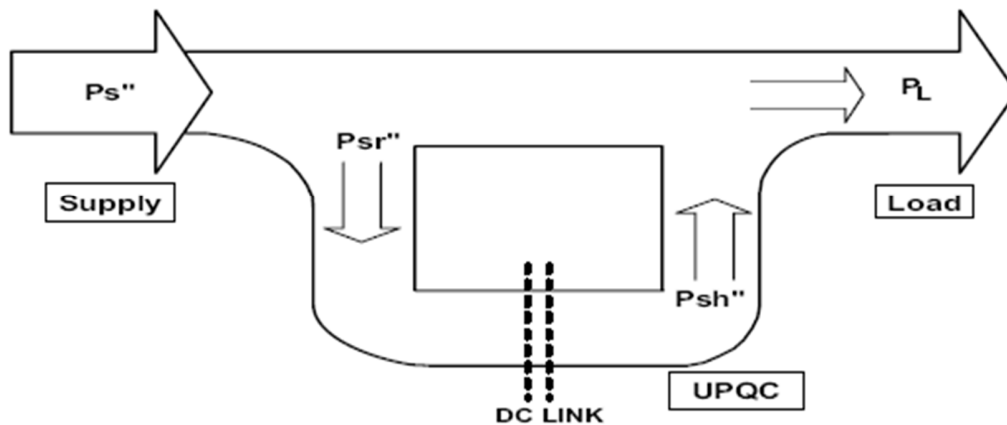 Ps"
PL
Psr"
Supply
Load
Psh"
UPQC
DC LINK